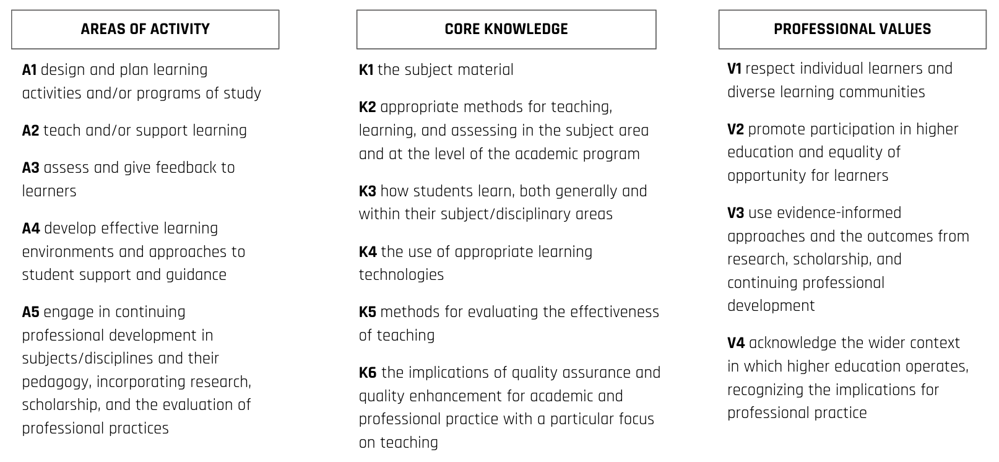 AREAS OF ACTIVITY
A1 design and plan learning
activities and/or programs of study
A2 teach and/or support learning
A3 assess and give feedback to
learners
A4 develop effective learning
environments and approaches to
student support and guidance
A5 engage in continuing
professional development in
subjects/disciplines and their
pedagogy, incorporating research,
scholarship, and the evaluation of
professional practices
CORE KNOWLEDGE
K1 the subject material
K2 appropriate methods for teaching,
learning, and assessing in the subject area
and at the level of the academic program
K3 how students learn, both generally and
within their subject/disciplinary areas
K4 the use of appropriate learning
technologies
K5 methods for evaluating the effectiveness
of teaching
K6 the implications of quality assurance and
quality enhancement for academic and
professional practice with a particular focus
on teaching
PROFESSIONAL VALUES
V1 respect individual learners and
diverse learning communities
V2 promote participation in higher
education and equality of
opportunity for learners
V3 use evidence-informed
approaches and the outcomes from
research, scholarship, and
continuing professional
development
V4 acknowledge the wider context
in which higher education operates,
recognizing the implications for
professional practice